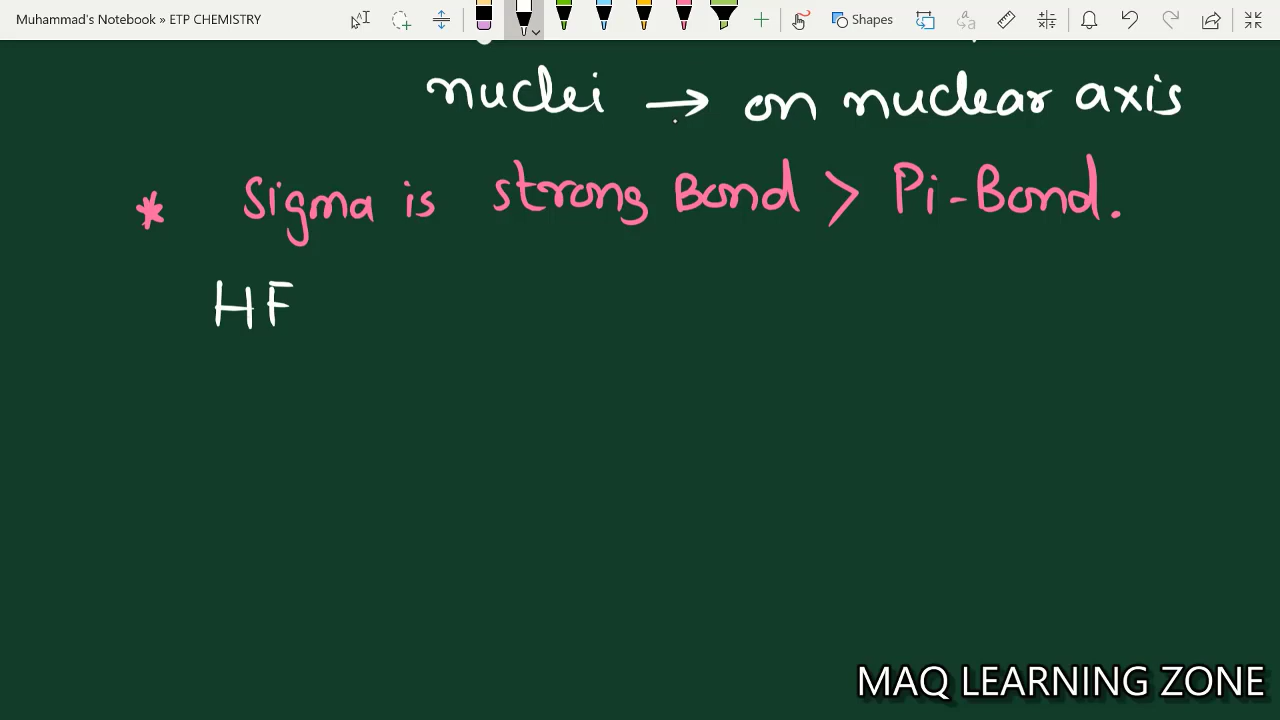 Muhammad's Notebook » ETP CHEMISTRY
Shapes
nuclei → on nuclear axis
* Sigma is strong Bond > Pi-Bond.
HF
MAQ LEARNING ZONE